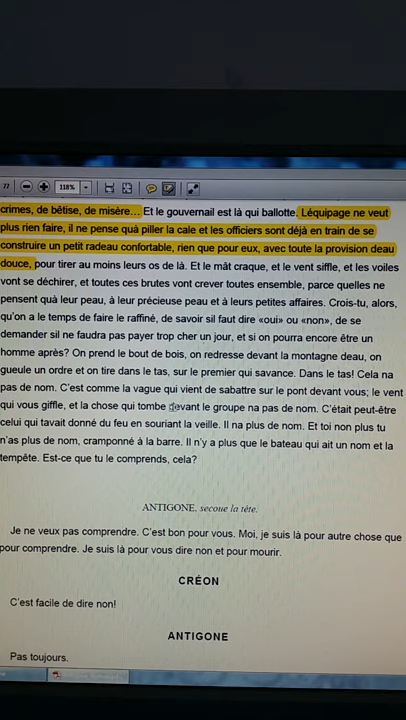 77 118%
crimes, de bêtise, de misère... Et le gouvernail est là qui ballotte. Léquipage ne veut
plus rien faire, il ne pense quà piller la cale et les officiers sont déjà en train de se
construire un petit radeau confortable, rien que pour eux, avec toute la provision deau
douce, pour tirer au moins leurs os de là. Et le mât craque, et le vent siffle, et les voiles
vont se déchirer, et toutes ces brutes vont crever toutes ensemble, parce quelles ne
pensent quà leur peau, à leur précieuse peau et à leurs petites affaires. Crois-tu, alors,
qu'on a le temps de faire le raffiné, de savoir sil faut dire «oui» ou «non», de se
demander sil ne faudra pas payer trop cher un jour, et si on pourra encore être un
homme après? On prend le bout de bois, on redresse devant la montagne deau, on
gueule un ordre et on tire dans le tas, sur le premier qui savance. Dans le tas! Cela na
pas de nom. C'est comme la vague qui vient de sabattre sur le pont devant vous; le vent
qui vous giffle, et la chose qui tombe devant le groupe na pas de nom. C'était peut-être
celui qui tavait donné du feu en souriant la veille. Il na plus de nom. Et toi non plus tu
n'as plus de nom, cramponné à la barre. Il n'y a plus que le bateau qui ait un nom et la
tempête. Est-ce que tu le comprends, cela?
ANTIGONE, secoue la tête.
Je ne veux pas comprendre. C'est bon pour vous. Moi, je suis là pour autre chose que
pour comprendre. Je suis là pour vous dire non et pour mourir.
CRÉON
C'est facile de dire non!
ANTIGONE
Pas toujours.